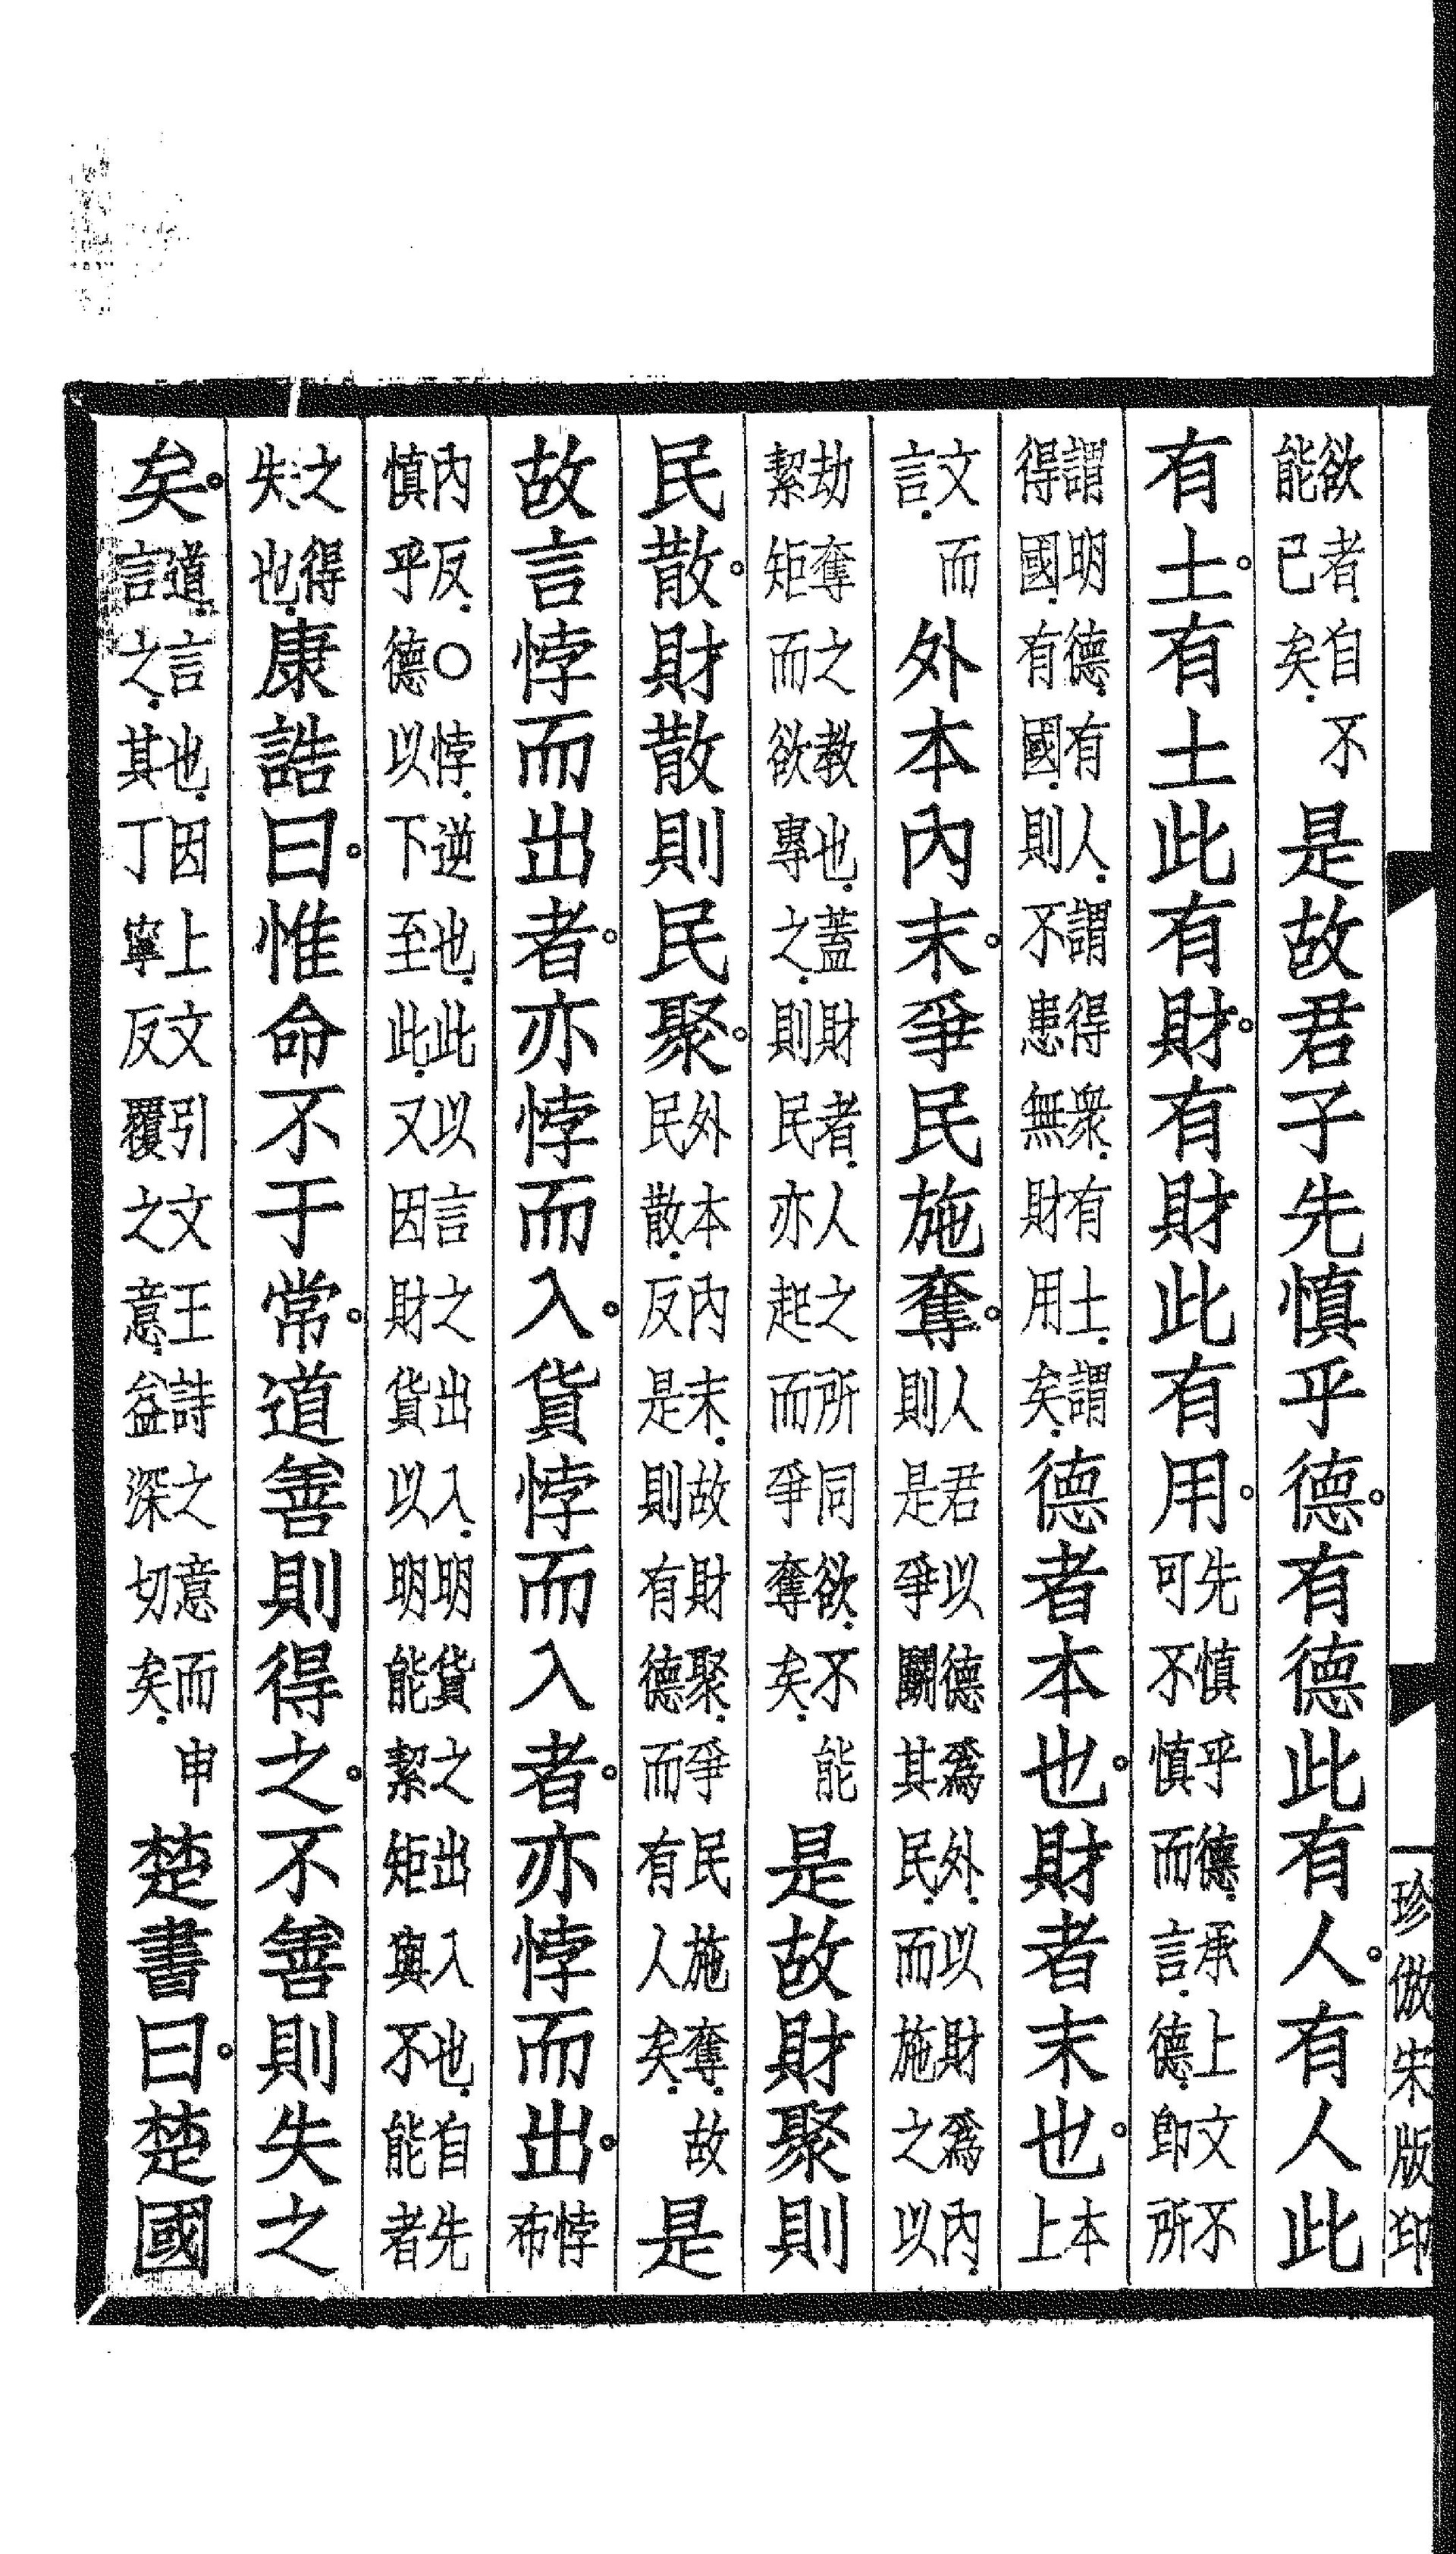 珍倣宋版印
欲者．自不
能已矣．
是故君子先慎乎德。有德此有人。有人此
有土。有土此有財。有財此有用。
先慎乎德．承上文不
可不慎而言．德．即所
謂明德．有人．謂得衆．有土．謂
得國．有國．則不患無財用矣．
德者本也。財者末也。
本
上
文而
言．
外本內末。爭民施奪。
人君以德爲外．以財爲內．
則是爭鬭其民．而施之以
劫奪之教也．蓋財者．人之所同欲．不能
絜矩而欲專之．則民亦起而爭奪矣．
是故財聚則
民散。財散則民聚。
外本內末．故財聚．爭民施奪．故
民散．反是則有德而有人矣．
是
故言悖而出者。亦悖而入。貨悖而入者。亦悖而出。
悖
布
內反．○悖．逆也．此以言之出入．明貨之出入也．自先
慎乎德以下至此．又因財貨以明能絜矩與不能者
之得
失也．
康誥曰。惟命不于常。道善則得之。不善則失之
矣。
道．言也．因上文引文王詩之意而申
言之．其丁寧反覆之意．益深切矣．
楚書曰。楚國